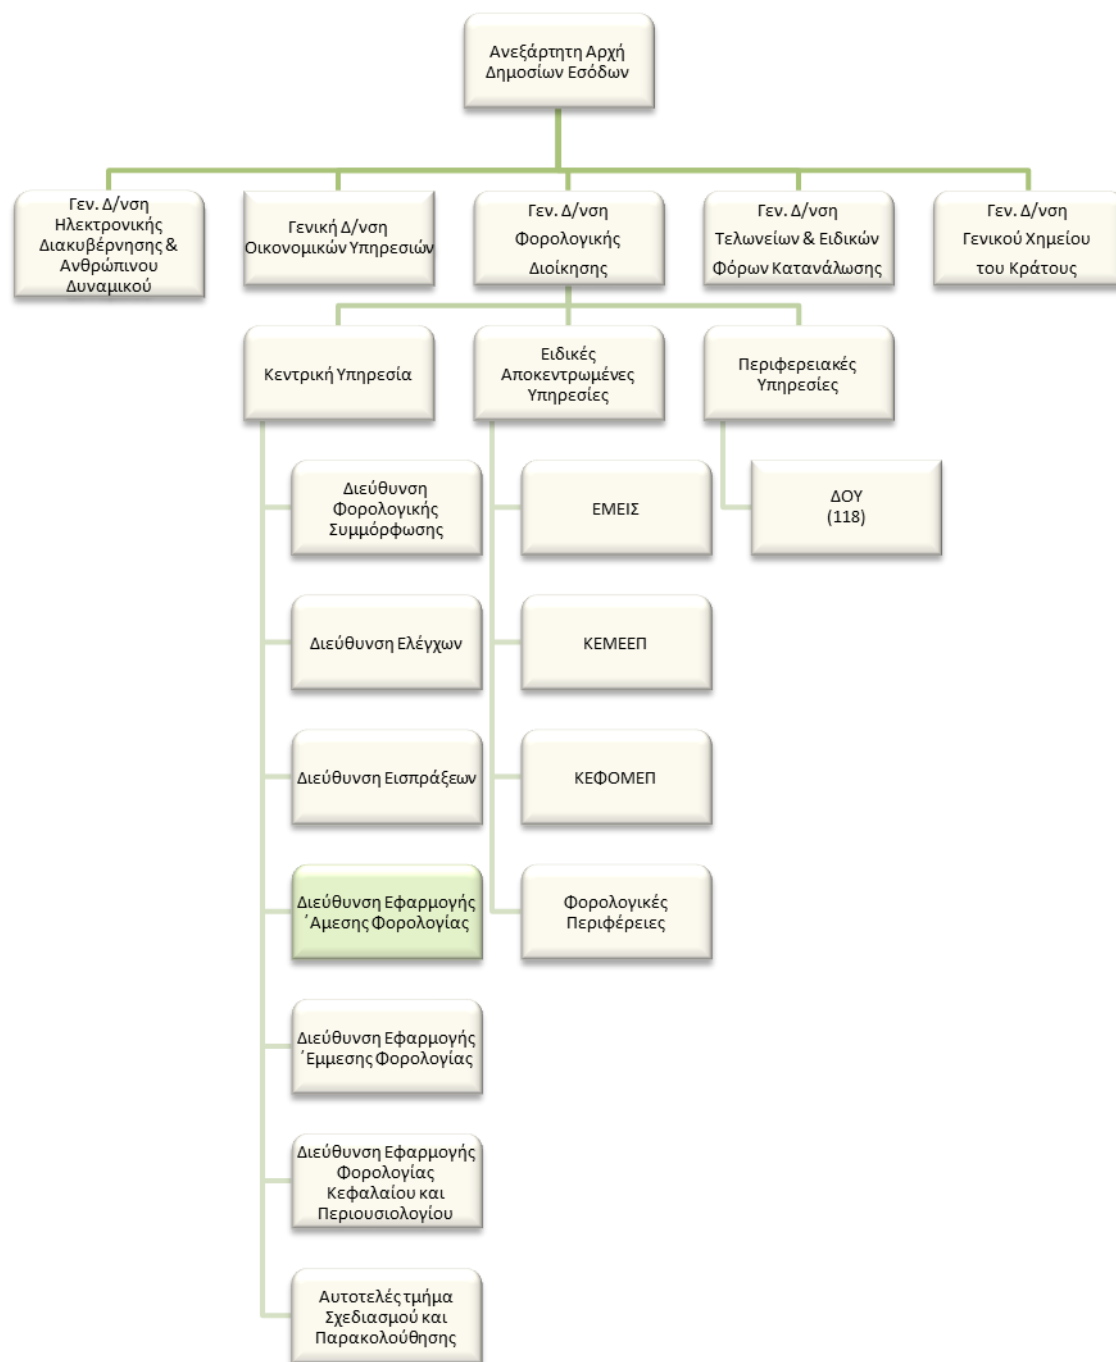 Ανεξάρτητη Αρχή
Δημοσίων Εσόδων
Γεν. Δ/νση
Ηλεκτρονικής
Διακυβέρνησης &
Ανθρώπινου
Δυναμικού
Γενική Δ/νση
Οικονομικών Υπηρεσιών
Γεν. Δ/νση
Φορολογικής
Διοίκησης
Γεν. Δ/νση
Τελωνείων & Ειδικών
Φόρων Κατανάλωσης
Γεν. Δ/νση
Γενικού Χημείου
του Κράτους
Κεντρική Υπηρεσία
Ειδικές
Αποκεντρωμένες
Υπηρεσίες
Περιφερειακές
Υπηρεσίες
Διεύθυνση
Φορολογικής
Συμμόρφωσης
ΕΜΕΙΣ
ΔΟΥ
(118)
Διεύθυνση Ελέγχων
ΚΕΜΕΕΠ
Διεύθυνση Εισπράξεων
ΚΕΦΟΜΕΠ
Διεύθυνση Εφαρμογής
΄Αμεσης Φορολογίας
Φορολογικές
Περιφέρειες
Διεύθυνση Εφαρμογής
΄Εμμεσης Φορολογίας
Διεύθυνση Εφαρμογής
Φορολογίας
Κεφαλαίου και
Περιουσιολογίου
Αυτοτελές τμήμα
Σχεδιασμού και
Παρακολούθησης